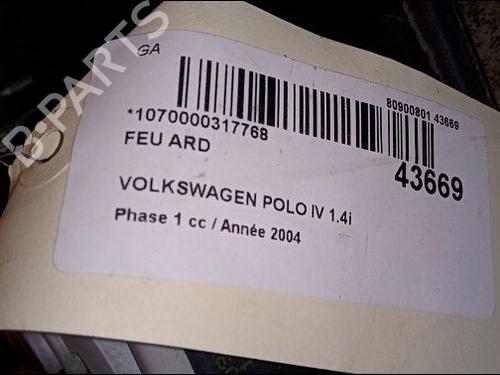 GA
80900801 43669
*1070000317768
FEU ARD
43669
VOLKSWAGEN POLO IV 1.4i
Phase 1 cc / Année 2004
B-PARTS